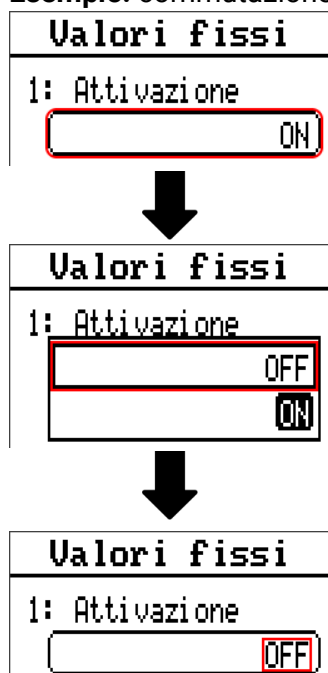 Esempio: commutazione
Valori fissi
1: Attivazione
ON
Valori fissi
1: Attivazione
OFF
ON
Valori fissi
1: Attivazione
OFF